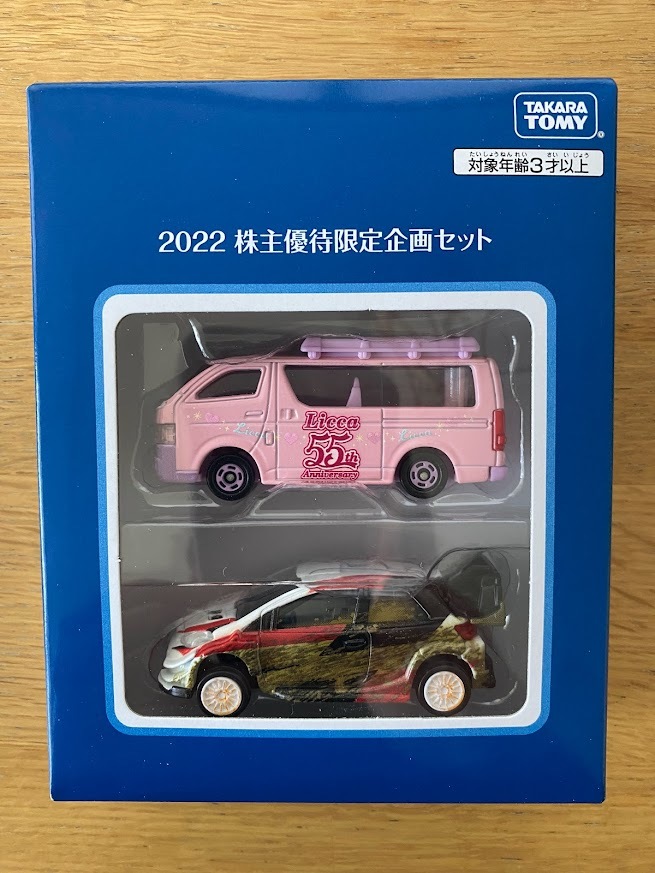 TAKARA
TOMY
たいしょうねんれい さい いじょう
対象年齢3才以上
2022 株主優待限定企画セット
Licca
55th
Anniversary
Licca
Licca